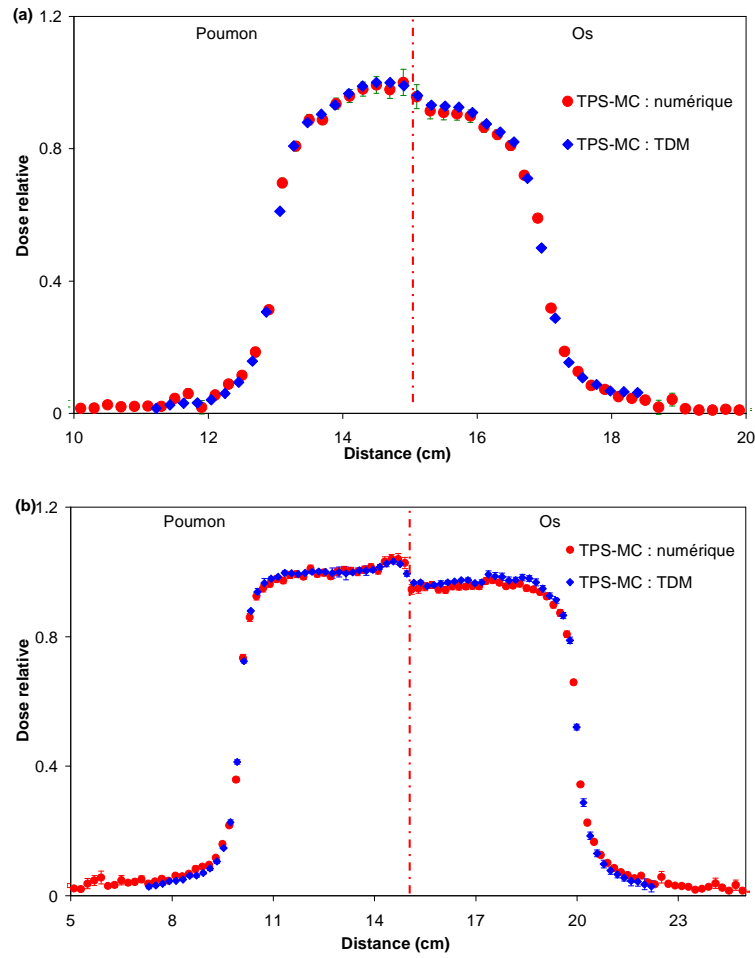 (a)
1.2
Poumon
Os
TPS-MC : numérique
TPS-MC : TDM
0.8
Dose relative
0.4
0
10
12
14
16
18
20
Distance (cm)
(b)
1.2
Poumon
Os
TPS-MC : numérique
TPS-MC : TDM
0.8
Dose relative
0.4
0
5
8
11
14
17
20
23
Distance (cm)